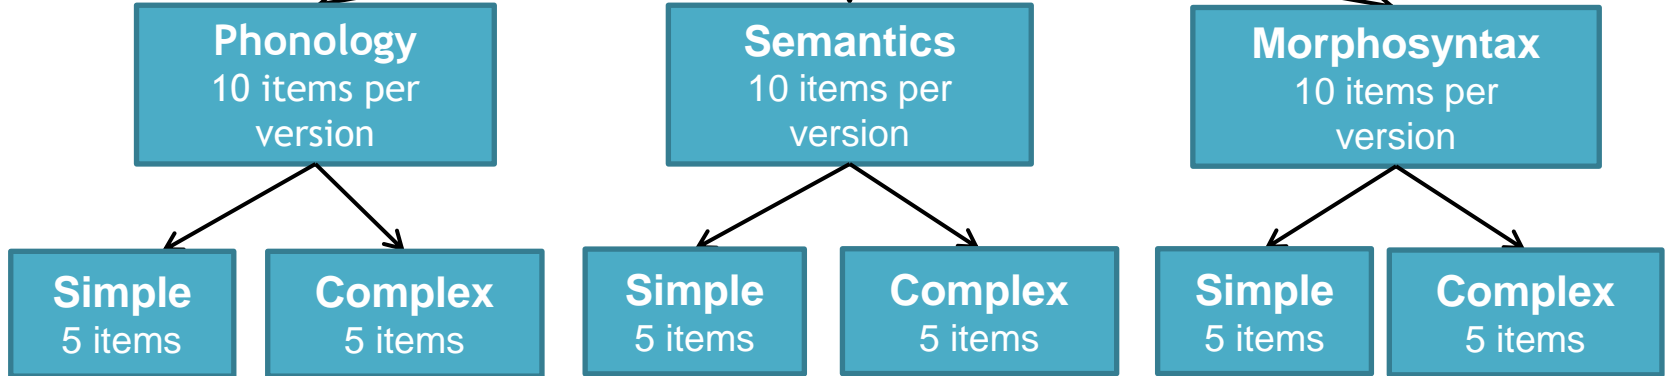 Phonology
10 items per
version
Semantics
10 items per
version
Morphosyntax
10 items per
version
Simple
5 items
Complex
5 items
Simple
5 items
Complex
5 items
Simple
5 items
Complex
5 items